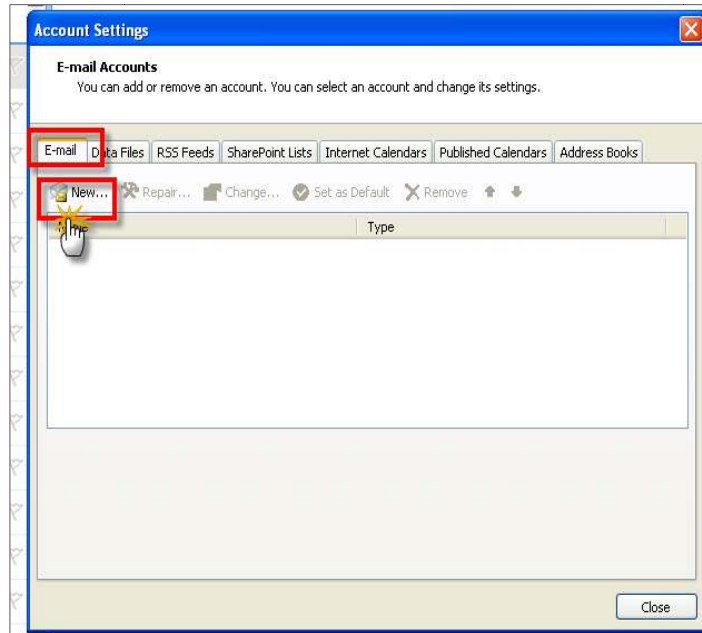 Account Settings
E-mail Accounts
You can add or remove an account. You can select an account and change its settings.
E-mail Data Files RSS Feeds SharePoint Lists Internet Calendars Published Calendars Address Books
New... Repair... Change... Set as Default Remove
Type
Close